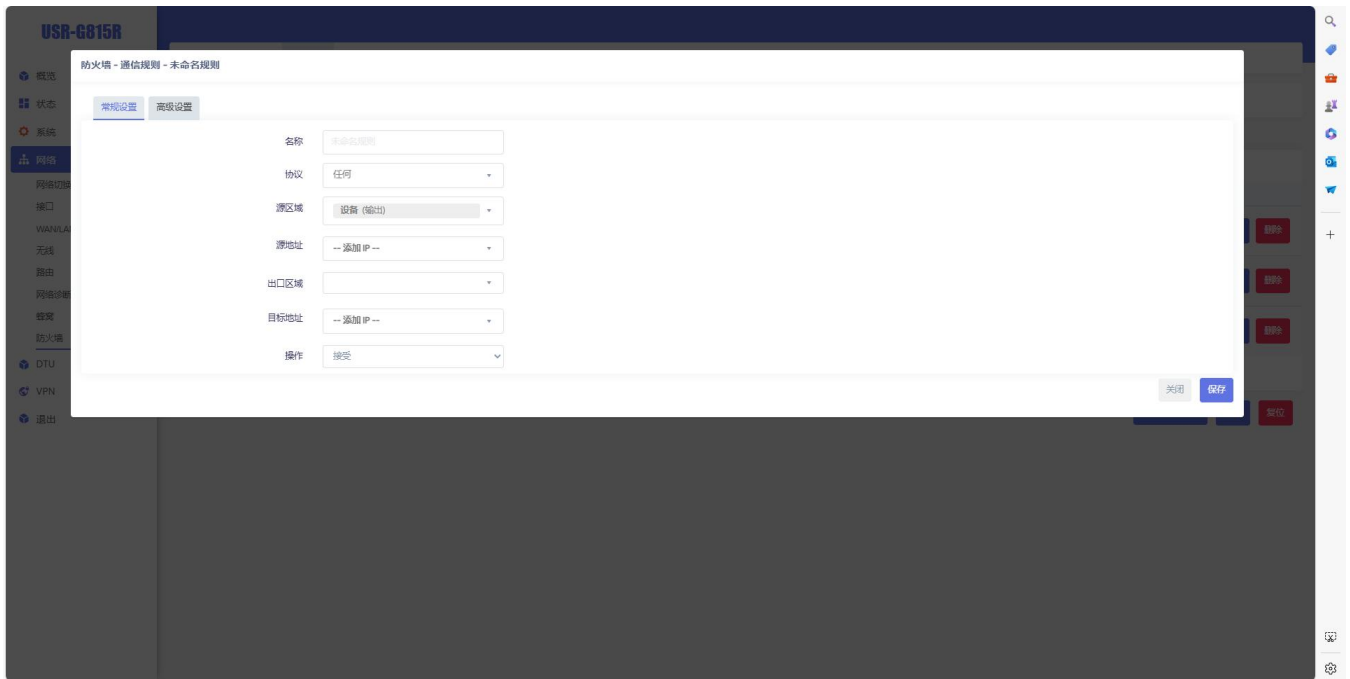 USR-G815R
防火墙 - 通信规则 - 未命名规则
概览
状态
系统
网络
网络切换
接口
WAN/LAN
无线
路由
网络诊断
蜂窝
防火墙
DTU
VPN
退出
常规设置 高级设置
名称 未命名规则
协议 任何
源区域 设备 (输出)
源地址 -- 添加 IP --
出口区域
目标地址 -- 添加 IP --
操作 接受
关闭 保存
删除
删除
删除
复位